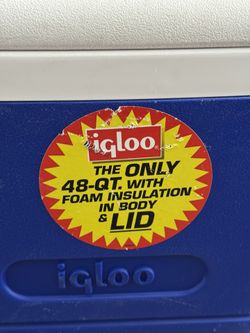 igloo
THE ONLY
48-QT. WITH
FOAM INSULATION
IN BODY
& LID
igloo